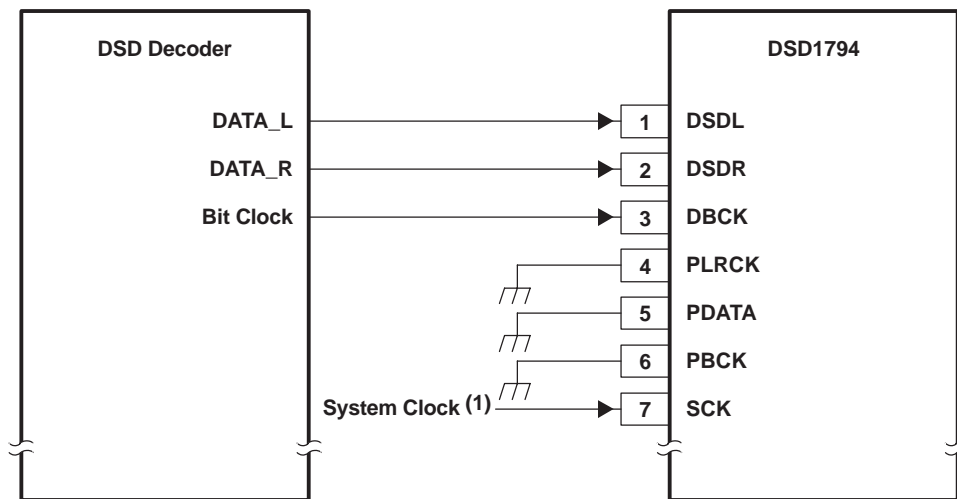 DSD Decoder DSD1794
DATA_L 1 DSDL
DATA_R 2 DSDR
Bit Clock 3 DBCK
4 PLRCK
5 PDATA
6 PBCK
System Clock (1) 7 SCK